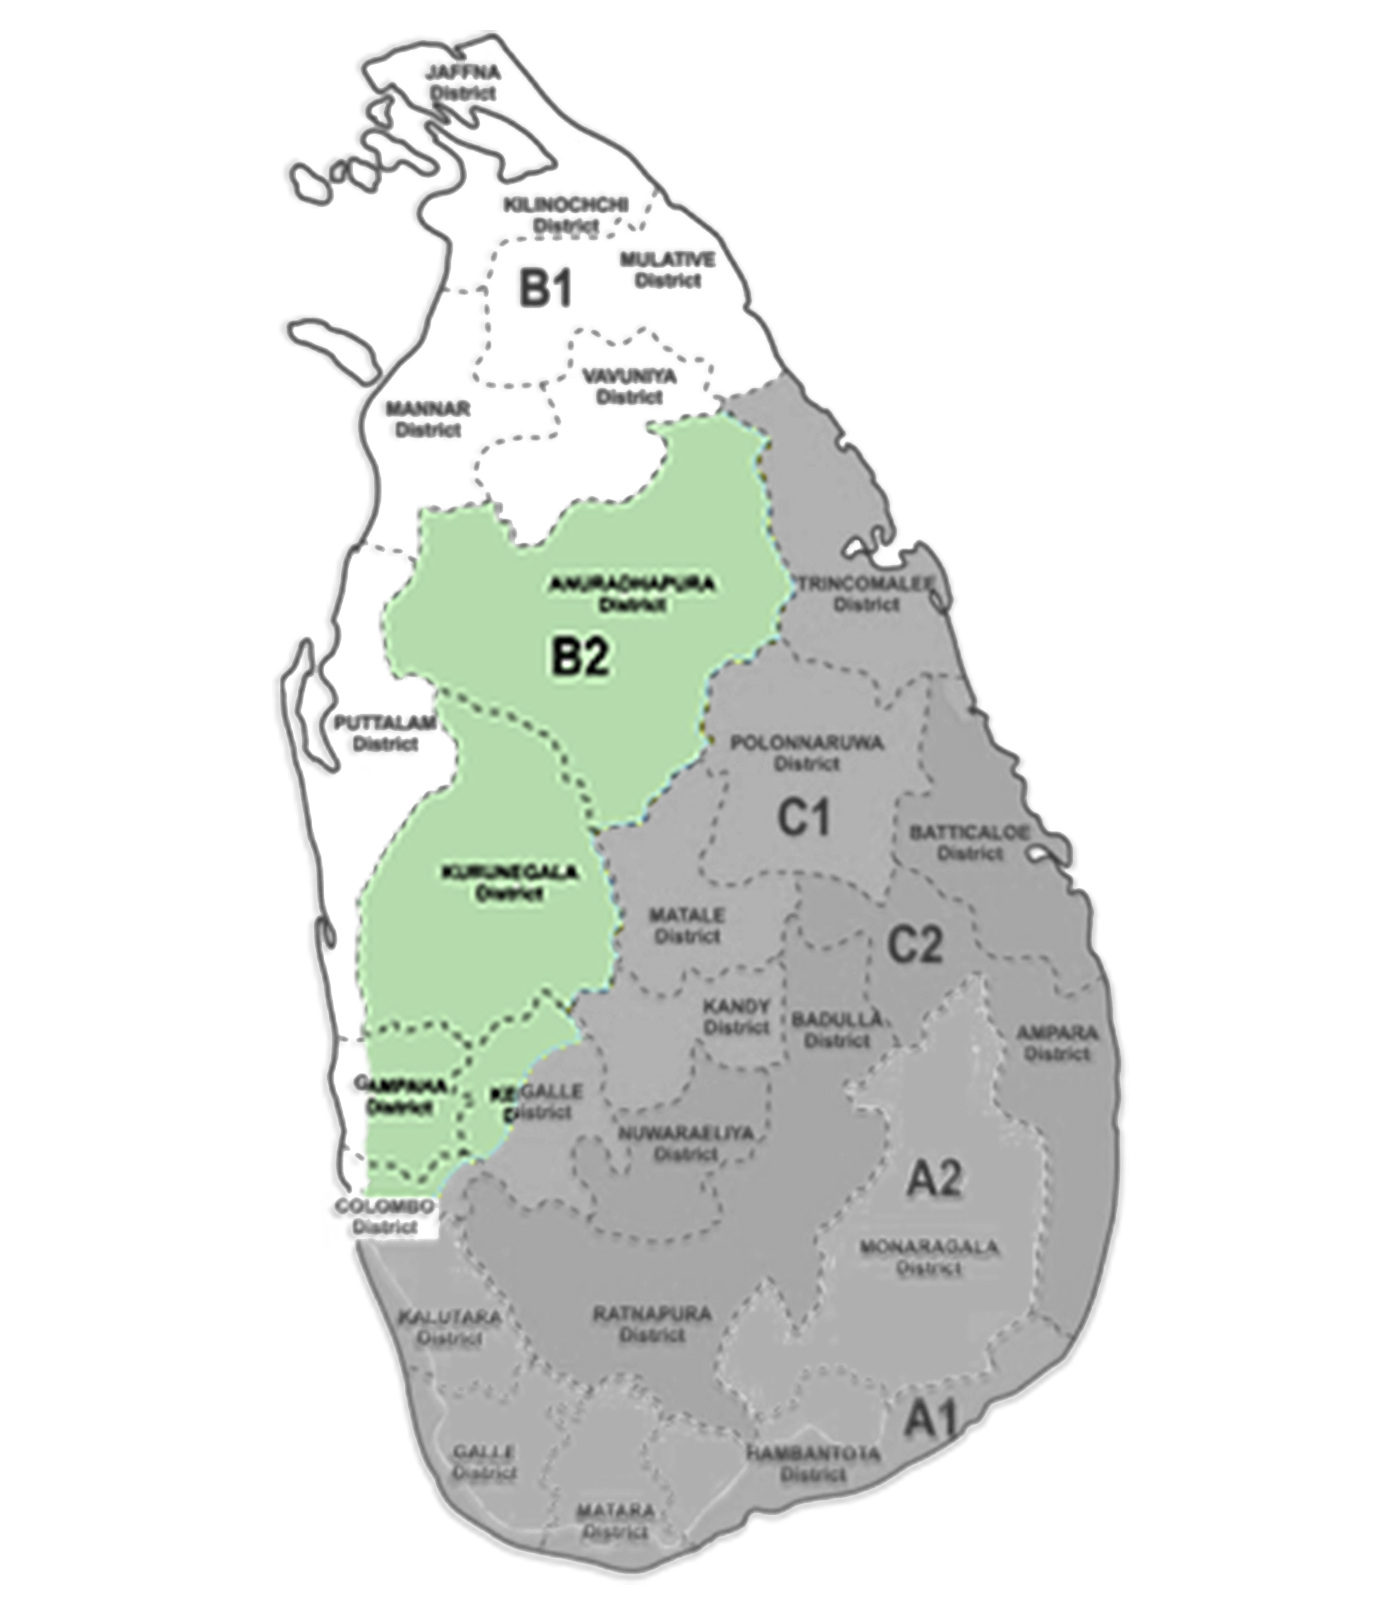 JAFFNA
District
KILINOCHCHI
District
MULATIVE
District
B1
VAVUNIYA
District
MANNAR
District
ANURADHAPURA
District
TRINCOMALEE
District
B2
PUTTALAM
District
POLONNARUWA
District
C1
BATTICALOE
District
KURUNEGALA
District
MATALE
District
C2
KANDY
District
BADULLA
District
AMPARA
District
GAMPAHA
District
KEGALLE
District
NUWARAELIYA
District
A2
COLOMBO
District
MONARAGALA
District
KALUTARA
District
RATNAPURA
District
A1
GALLE
District
HAMBANTOTA
District
MATARA
District